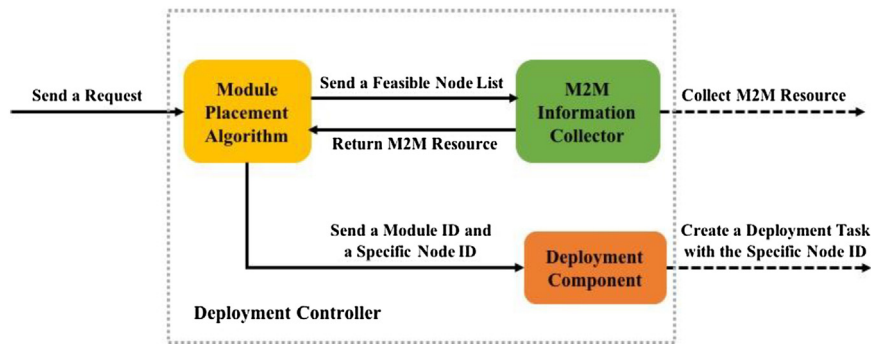 Send a Request
Module
Placement
Algorithm
Send a Feasible Node List
Return M2M Resource
M2M
Information
Collector
Collect M2M Resource
Send a Module ID and
a Specific Node ID
Deployment
Component
Create a Deployment Task
with the Specific Node ID
Deployment Controller